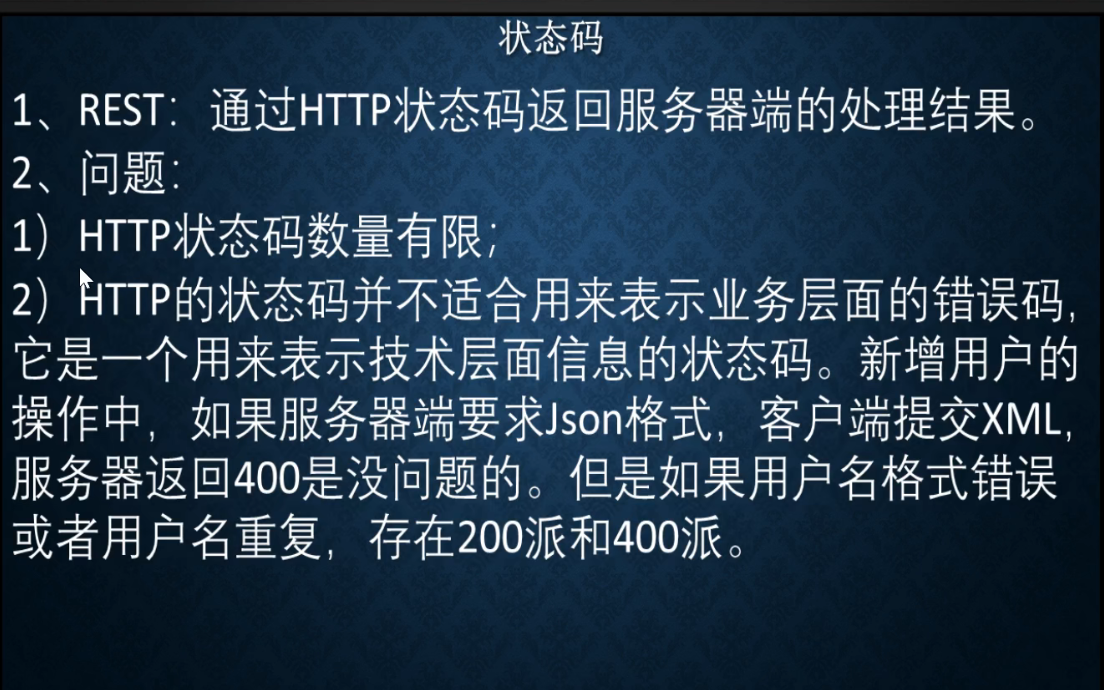 状态码
1、REST：通过HTTP状态码返回服务器端的处理结果。
2、问题：
1）HTTP状态码数量有限；
2）HTTP的状态码并不适合用来表示业务层面的错误码，
它是一个用来表示技术层面信息的状态码。新增用户的
操作中，如果服务器端要求Json格式，客户端提交XML，
服务器返回400是没问题的。但是如果用户名格式错误
或者用户名重复，存在200派和400派。